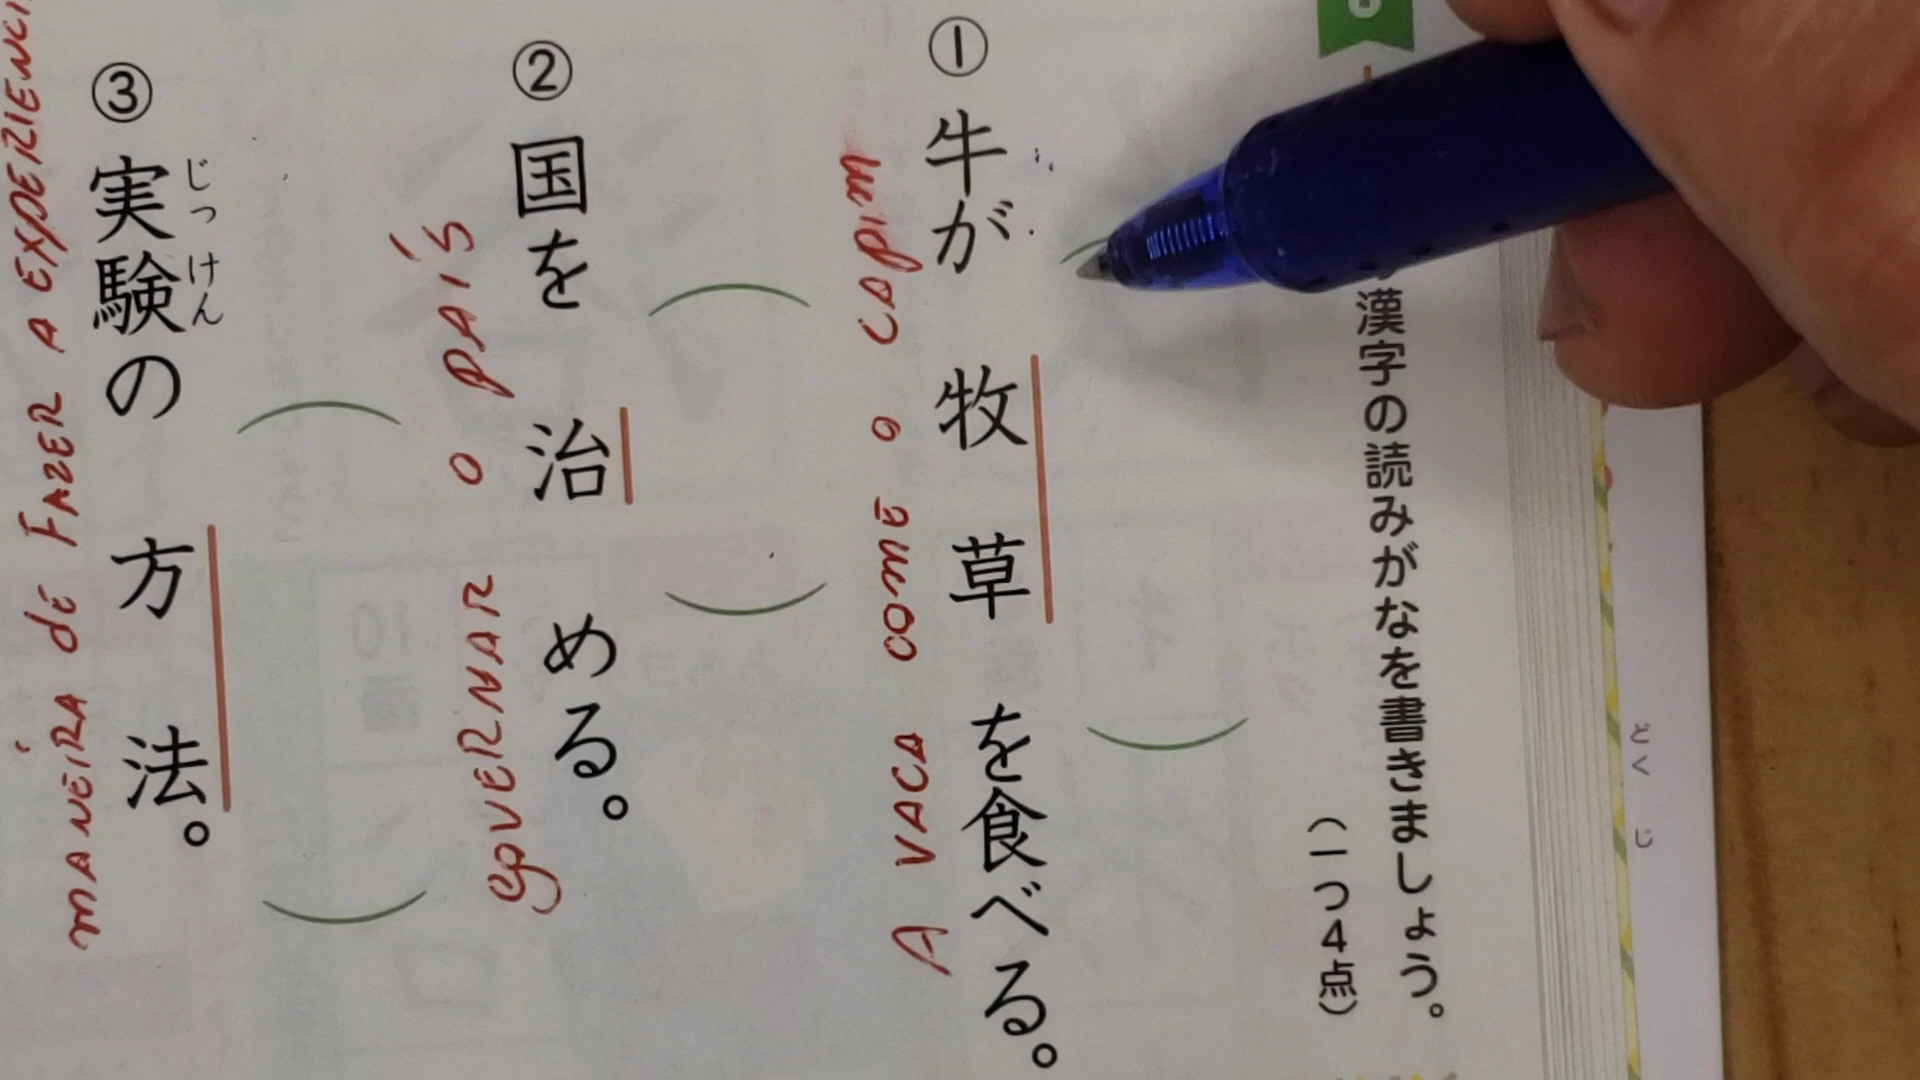 漢字の読みがなを書きましょう。
(一つ4点)
① 牛が牧草を食べる。
A VACA COME O CAPIM
② 国を治める。
GOVERNAR O PAÍS
じっけん
③ 実験の方法。
MANEIRA DE FAZER A
とくじ